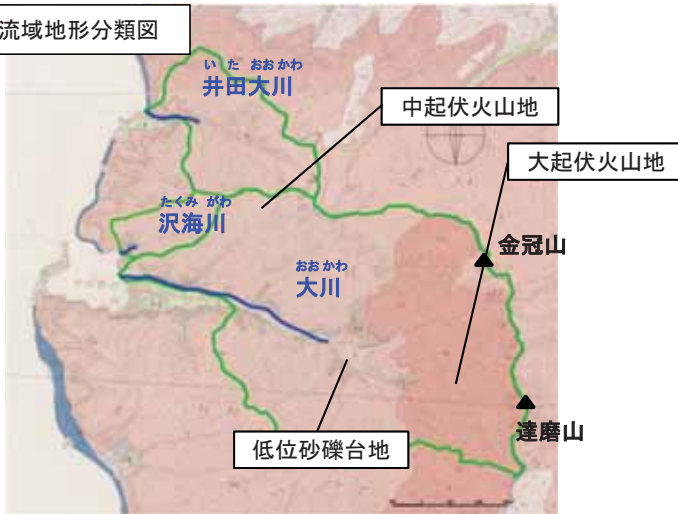 流域地形分類図
いた おおかわ
井田大川
中起伏火山地
大起伏火山地
たくみ がわ
沢海川
金冠山
おおかわ
大川
達磨山
低位砂礫台地